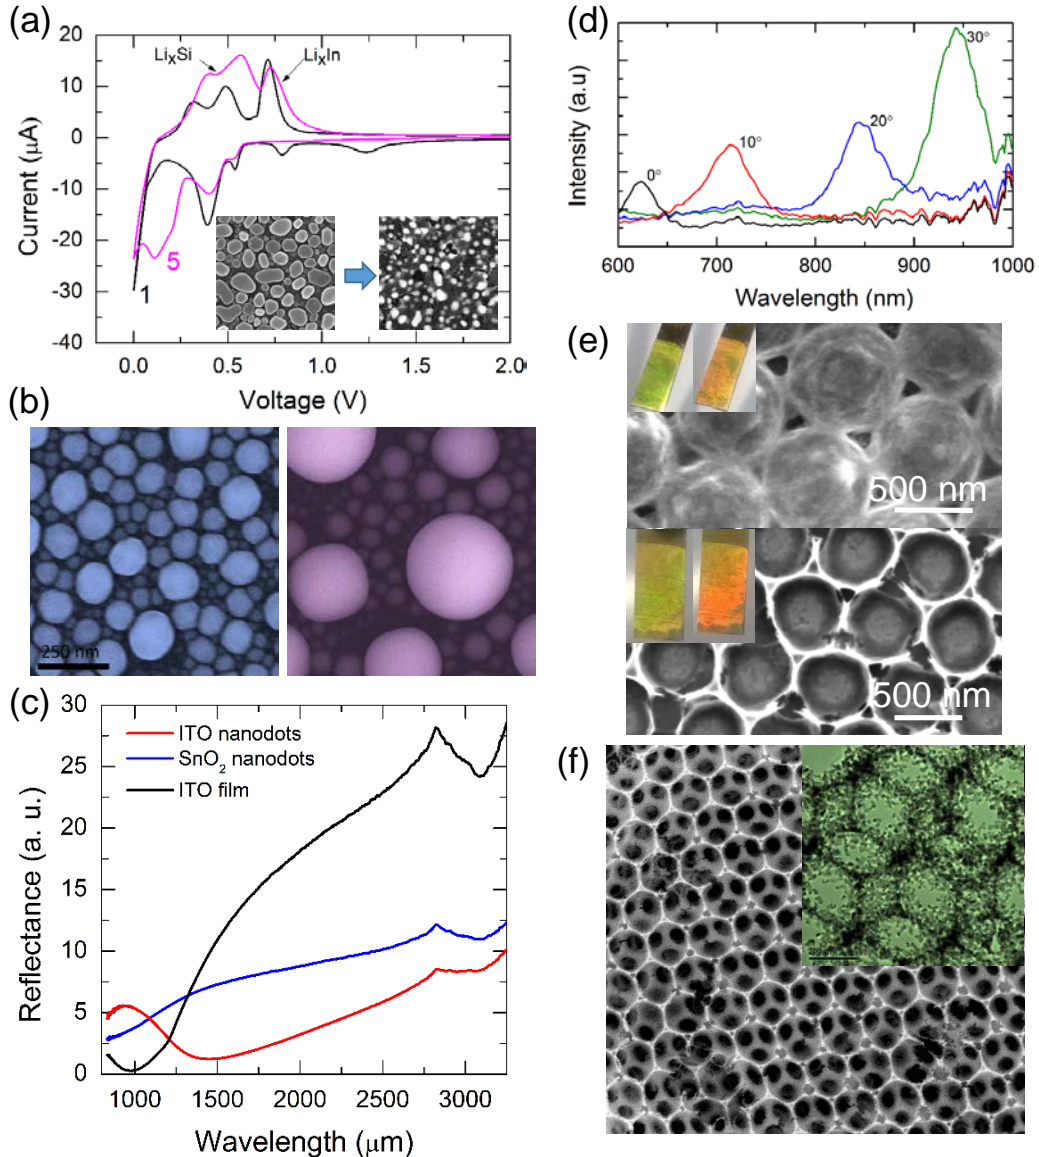 (a)
20
10
0
-10
-20
-30
-40
Current (μA)
LiₓSi
LiₓIn
1
5
0.0
0.5
1.0
1.5
2.0
Voltage (V)
(b)
250 nm
(c)
30
25
20
15
10
5
0
Reflectance (a. u.)
ITO nanodots
SnO₂ nanodots
ITO film
1000
1500
2000
2500
3000
Wavelength (μm)
(d)
Intensity (a.u)
0°
10°
20°
30°
600
700
800
900
1000
Wavelength (nm)
(e)
500 nm
500 nm
(f)